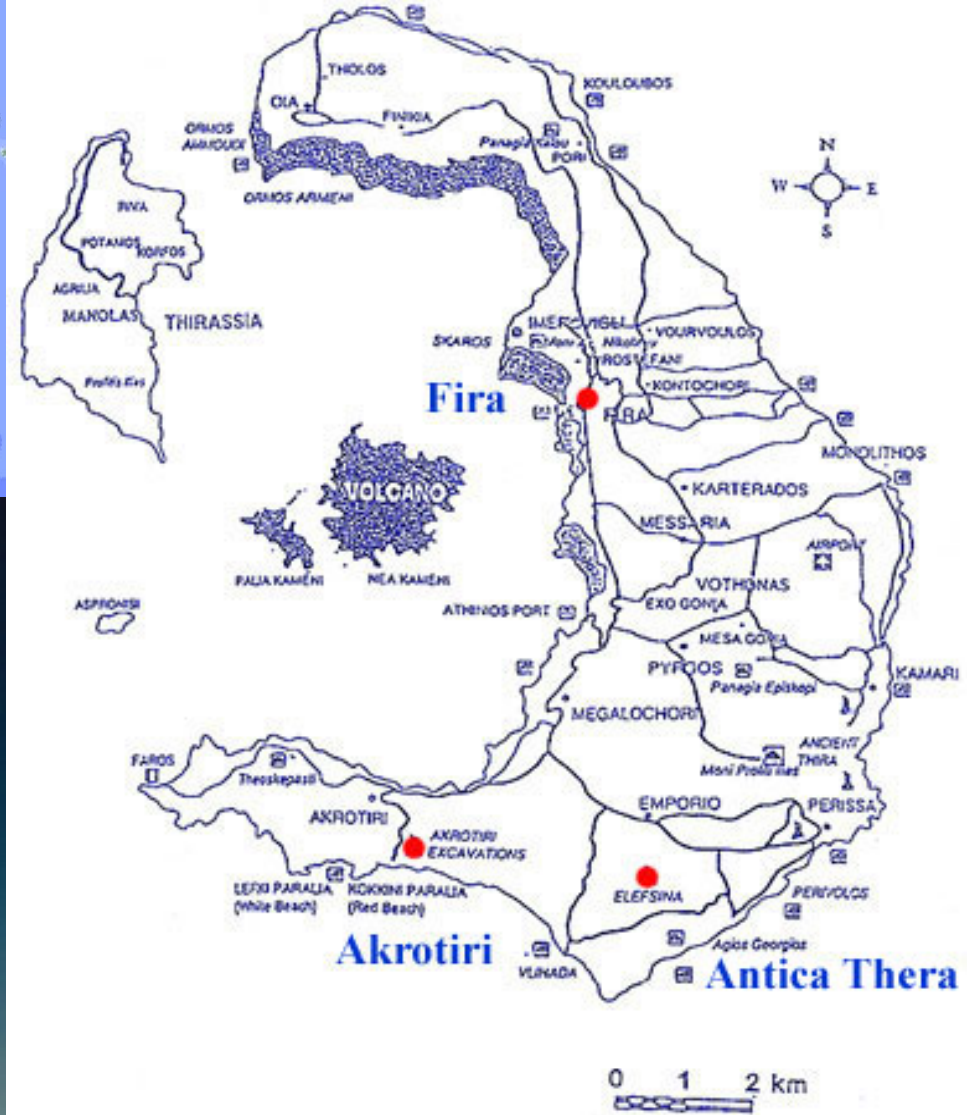 THOLOS
KOULOUBOS
OIA
FINIKIA
ORMOS
AMMOUDI
Panagia Kalou
PORI
ORMOS ARMENI
N
W E
S
RIVA
POTAMOS
KORFOS
AGRILIA
MANOLAS
THIRASSIA
Profitis Ilias
IMEROVIGLI
VOURVOULOS
SKAROS
KONTOCHORI
Fira
FIRA
MONOLITHOS
VOLCANO
KARTERADOS
MESSARIA
AIRPORT
PALIA KAMENI
NEA KAMENI
VOTHONAS
ASPRONISI
ATHINIOS PORT
EXO GONIA
MESA GONIA
PYRGOS
KAMARI
Panagia Episkopi
MEGALOCHORI
ANCIENT
THIRA
FAROS
Theoskepasti
Moni Profiti Ilias
EMPORIO
PERISSA
AKROTIRI
AKROTIRI
EXCAVATIONS
LEFKI PARALIA
(White Beach)
KOKKINI PARALIA
(Red Beach)
ELEFSINA
PERIVOLOS
Akrotiri
VLIHADA
Agios Georgios
Antica Thera
0 1 2 km